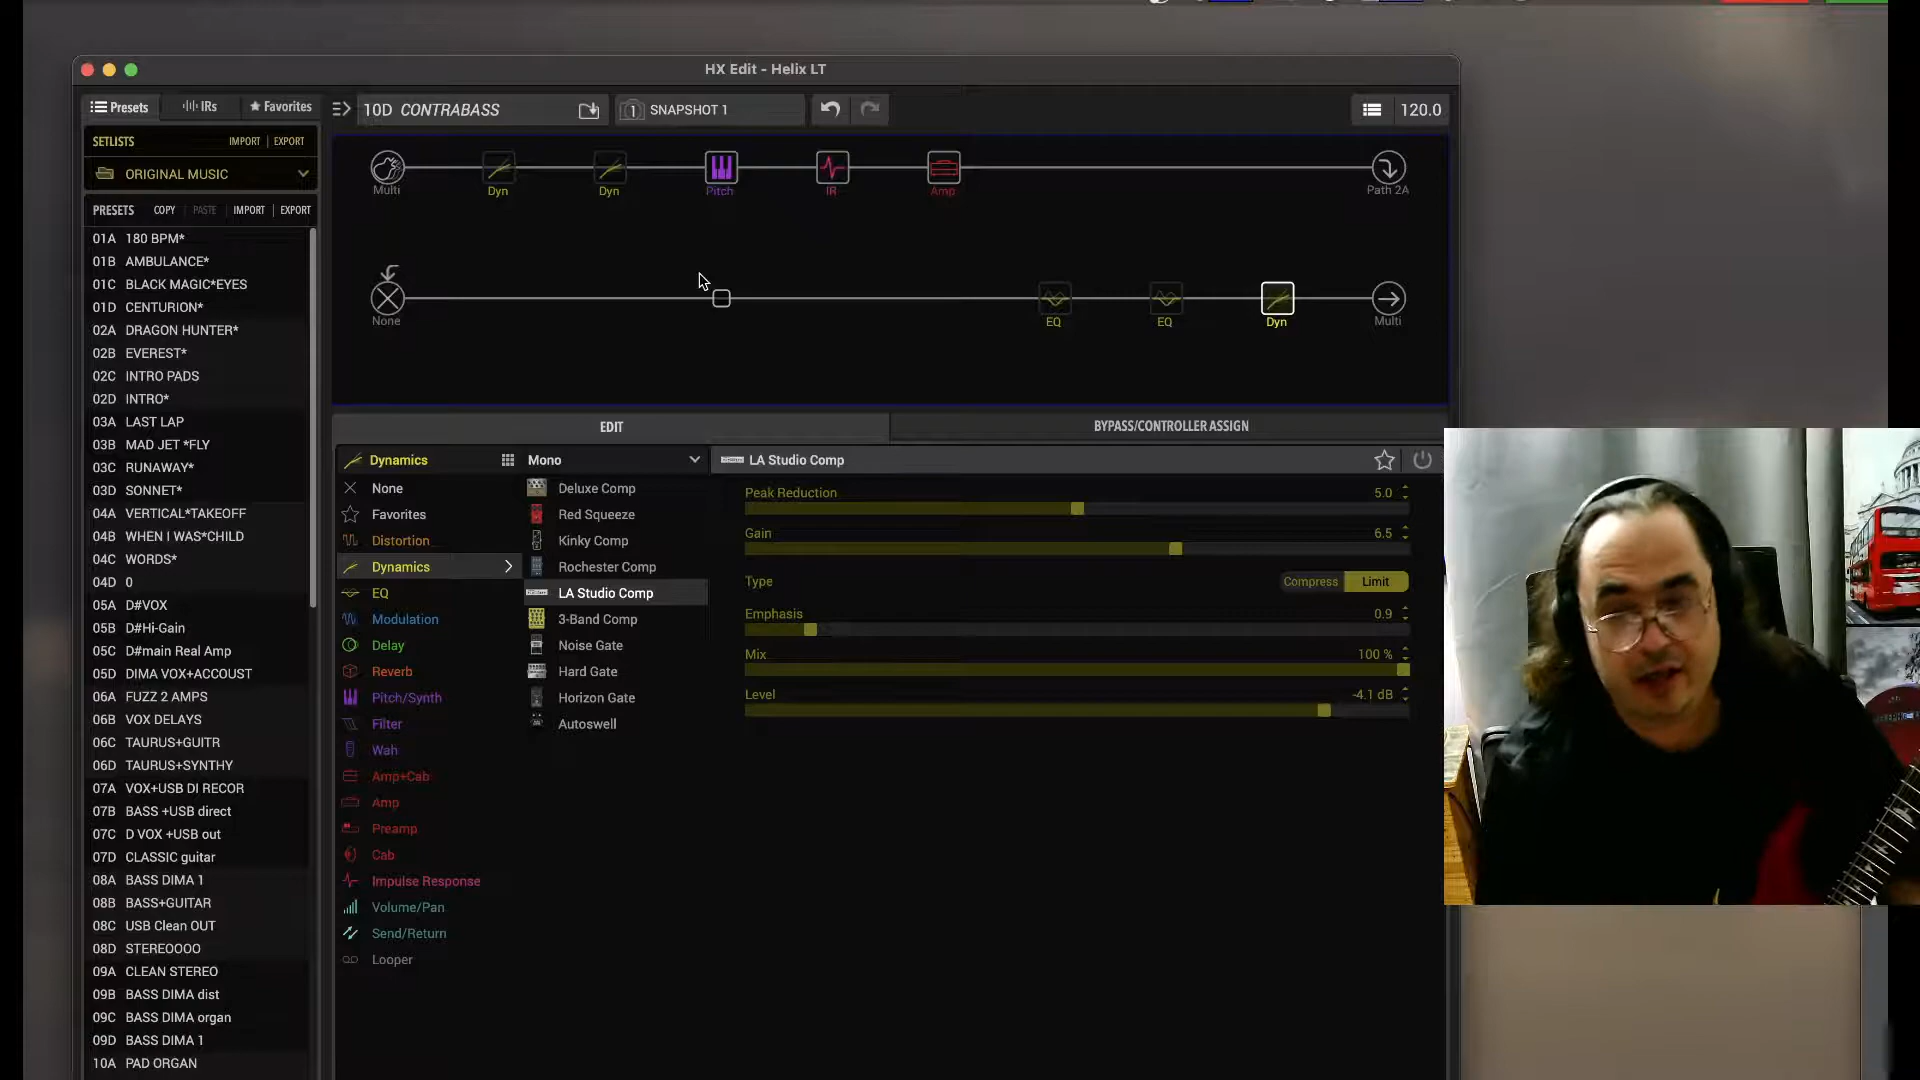 HX Edit - Helix LT
Presets
IRs
Favorites
10D CONTRABASS
1
SNAPSHOT 1
120.0
SETLISTS
IMPORT | EXPORT
ORIGINAL MUSIC
PRESETS
COPY
PASTE
IMPORT | EXPORT
01A 180 BPM*
01B AMBULANCE*
01C BLACK MAGIC*EYES
01D CENTURION*
02A DRAGON HUNTER*
02B EVEREST*
02C INTRO PADS
02D INTRO*
03A LAST LAP
03B MAD JET *FLY
03C RUNAWAY*
03D SONNET*
04A VERTICAL*TAKEOFF
04B WHEN I WAS*CHILD
04C WORDS*
04D 0
05A D#VOX
05B D#Hi-Gain
05C D#main Real Amp
05D DIMA VOX+ACCOUST
06A FUZZ 2 AMPS
06B VOX DELAYS
06C TAURUS+GUITR
06D TAURUS+SYNTHY
07A VOX+USB DI RECOR
07B BASS +USB direct
07C D VOX +USB out
07D CLASSIC guitar
08A BASS DIMA 1
08B BASS+GUITAR
08C USB Clean OUT
08D STEREOOOO
09A CLEAN STEREO
09B BASS DIMA dist
09C BASS DIMA organ
09D BASS DIMA 1
10A PAD ORGAN
Multi
Dyn
Dyn
Pitch
IR
Amp
Path 2A
None
EQ
EQ
Dyn
Multi
EDIT
BYPASS/CONTROLLER ASSIGN
Dynamics
Mono
LA Studio Comp
None
Favorites
Distortion
Dynamics
EQ
Modulation
Delay
Reverb
Pitch/Synth
Filter
Wah
Amp+Cab
Amp
Preamp
Cab
Impulse Response
Volume/Pan
Send/Return
Looper
Deluxe Comp
Red Squeeze
Kinky Comp
Rochester Comp
LA Studio Comp
3-Band Comp
Noise Gate
Hard Gate
Horizon Gate
Autoswell
Peak Reduction 5.0
Gain 6.5
Type Compress Limit
Emphasis 0.9
Mix 100 %
Level -4.1 dB